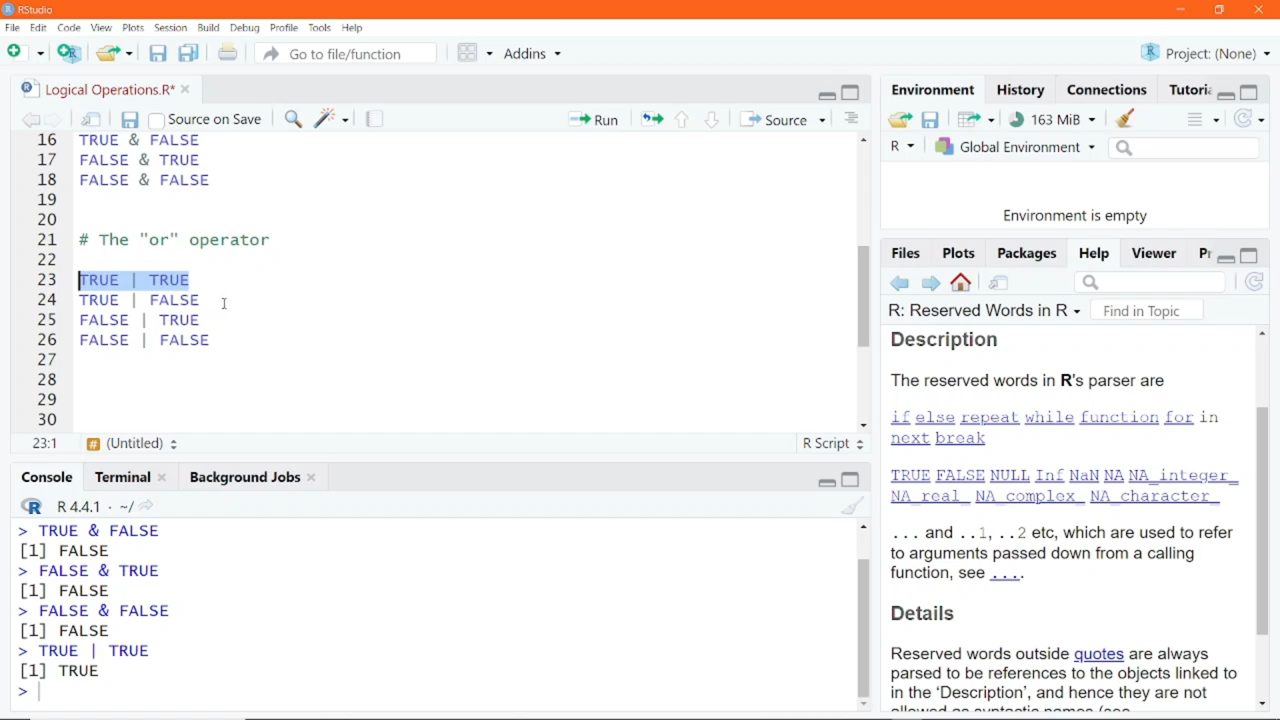 RStudio
File Edit Code View Plots Session Build Debug Profile Tools Help
Go to file/function Addins Project: (None)
Logical Operations.R*
Source on Save Run Source
16 TRUE & FALSE
17 FALSE & TRUE
18 FALSE & FALSE
19
20
21 # The "or" operator
22
23 TRUE | TRUE
24 TRUE | FALSE
25 FALSE | TRUE
26 FALSE | FALSE
27
28
29
30
23:1 # (Untitled) R Script
Console Terminal Background Jobs
R 4.4.1 · ~/
> TRUE & FALSE
[1] FALSE
> FALSE & TRUE
[1] FALSE
> FALSE & FALSE
[1] FALSE
> TRUE | TRUE
[1] TRUE
>
Environment History Connections Tutori
163 MiB
R Global Environment
Environment is empty
Files Plots Packages Help Viewer Pr
R: Reserved Words in R Find in Topic
Description
The reserved words in R's parser are
if else repeat while function for in
next break
TRUE FALSE NULL Inf NaN NA NA_integer_
NA_real_ NA_complex_ NA_character_
... and ..1, ..2 etc, which are used to refer
to arguments passed down from a calling
function, see ....
Details
Reserved words outside quotes are always
parsed to be references to the objects linked to
in the ‘Description’, and hence they are not
allowed as syntactic names (see